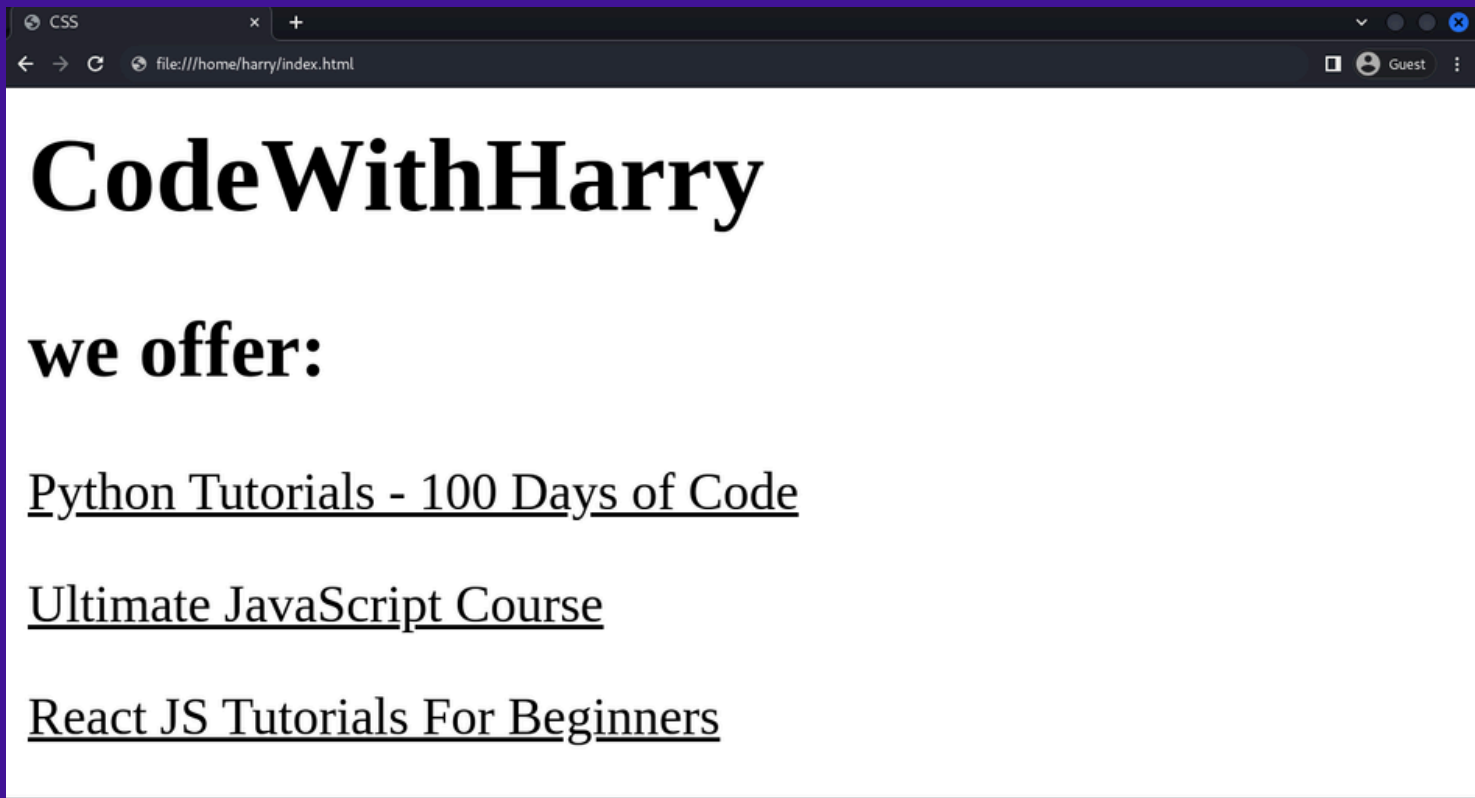 CSS
file:///home/harry/index.html
Guest
CodeWithHarry
we offer:
Python Tutorials - 100 Days of Code
Ultimate JavaScript Course
React JS Tutorials For Beginners